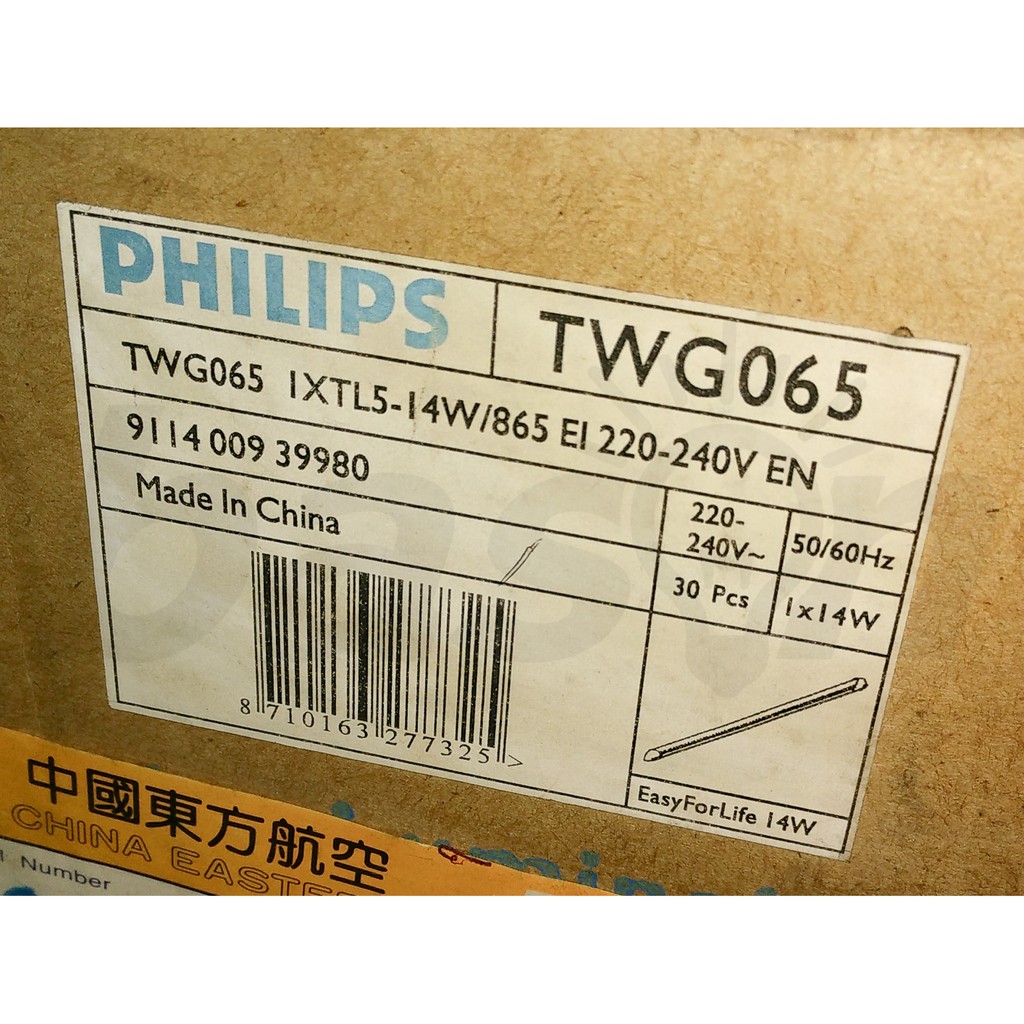 PHILIPS
TWG065
TWG065 1XTL5-14W/865 EI 220-240V EN
9114 009 39980
Made In China
220-
240V~
50/60Hz
30 Pcs
1x14W
8 710163 277325 >
EasyForLife 14W
中國東方航空
CHINA EASTE
Number